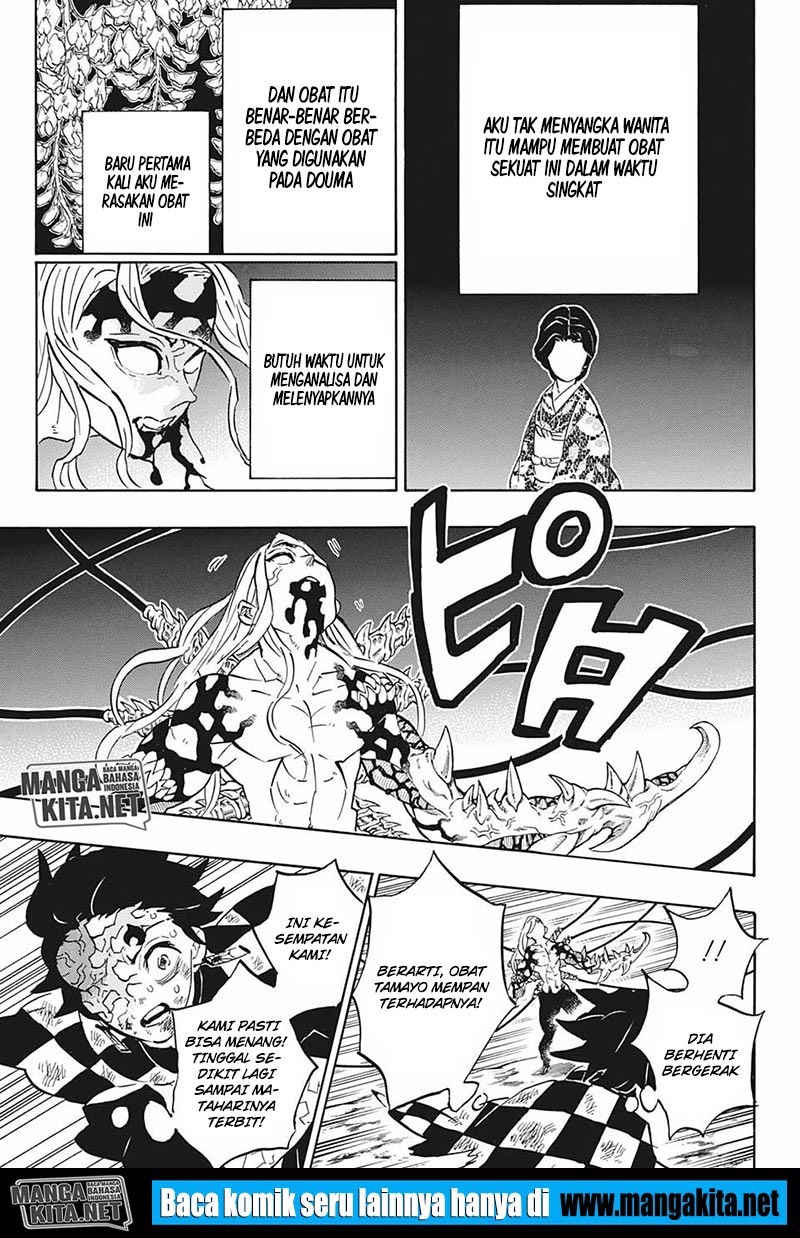 AKU TAK MENYANGKA WANITA
ITU MAMPU MEMBUAT OBAT
SEKUAT INI DALAM WAKTU
SINGKAT
DAN OBAT ITU
BENAR-BENAR BER-
BEDA DENGAN OBAT
YANG DIGUNAKAN
PADA DOUMA
BARU PERTAMA
KALI AKU ME-
RASAKAN OBAT
INI
BUTUH WAKTU UNTUK
MENGANALISA DAN
MELENYAPKANNYA
ピタ
MANGA
KITA.NET
BACA MANGA
BAHASA
INDONESIA
!!
DIA
BERHENTI
BERGERAK
BERARTI, OBAT
TAMAYO MEMPAN
TERHADAPNYA!
INI KE-
SEMPATAN
KAMI!
KAMI PASTI
BISA MENANG!
TINGGAL SE-
DIKIT LAGI
SAMPAI MA-
TAHARINYA
TERBIT!
MANGA
KITA.NET
BACA MANGA
BAHASA
INDONESIA
Baca komik seru lainnya hanya di www.mangakita.net